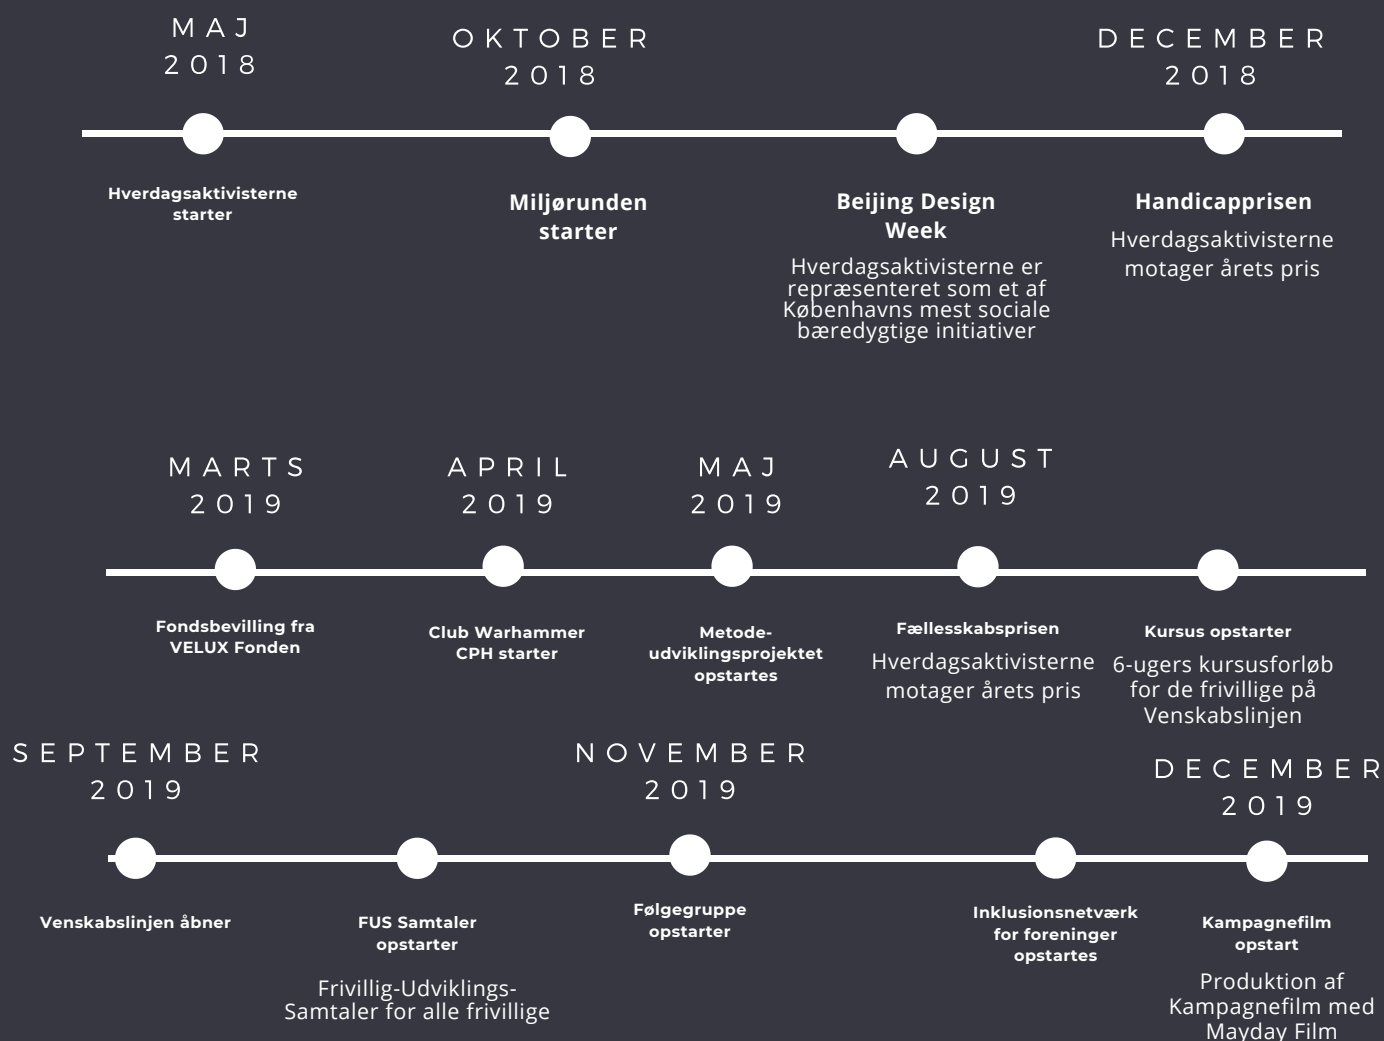 MAJ
2018
Hverdagsaktivisterne
starter
OKTOBER
2018
Miljørunden
starter
Beijing Design
Week
Hverdagsaktivisterne er
repræsenteret som et af
Københavns mest sociale
bæredygtige initiativer
DECEMBER
2018
Handicapprisen
Hverdagsaktivisterne
motager årets pris
MARTS
2019
Fondsbevilling fra
VELUX Fonden
APRIL
2019
Club Warhammer
CPH starter
MAJ
2019
Metode-
udviklingsprojektet
opstartes
AUGUST
2019
Fællesskabsprisen
Hverdagsaktivisterne
motager årets pris
Kursus opstarter
6-ugers kursusforløb
for de frivillige på
Venskabslinjen
SEPTEMBER
2019
Venskabslinjen åbner
FUS Samtaler
opstarter
Frivillig-Udviklings-
Samtaler for alle frivillige
NOVEMBER
2019
Følgegruppe
opstarter
Inklusionsnetværk
for foreninger
opstartes
DECEMBER
2019
Kampagnefilm
opstart
Produktion af
Kampagnefilm med
Mayday Film